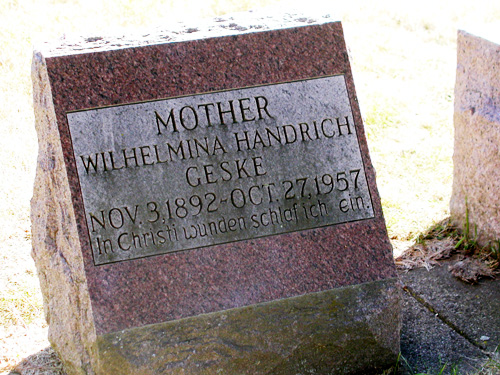 MOTHER
WILHELMINA HANDRICH
GESKE
NOV. 3, 1892-OCT. 27, 1957
In Christi wunden schlaf ich ein.